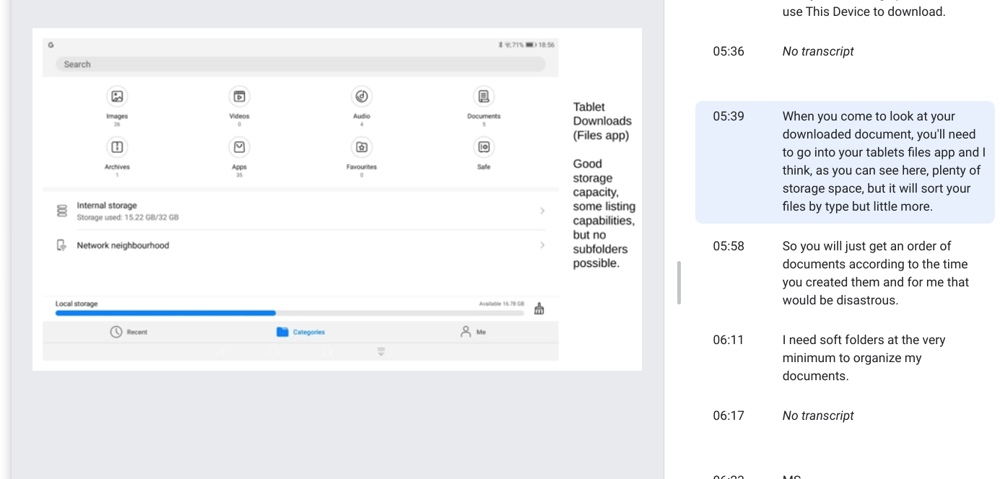 G
71% 18:56
Search
Images
26
Videos
0
Audio
4
Documents
5
Archives
1
Apps
35
Favourites
0
Safe
Internal storage
Storage used: 15.22 GB/32 GB
Network neighbourhood
Local storage
Available 16.78 GB
Recent
Categories
Me
Tablet
Downloads
(Files app)
Good
storage
capacity,
some listing
capabilities,
but no
subfolders
possible.
use This Device to download.
05:36
No transcript
05:39
When you come to look at your
downloaded document, you'll need
to go into your tablets files app and I
think, as you can see here, plenty of
storage space, but it will sort your
files by type but little more.
05:58
So you will just get an order of
documents according to the time
you created them and for me that
would be disastrous.
06:11
I need soft folders at the very
minimum to organize my
documents.
06:17
No transcript